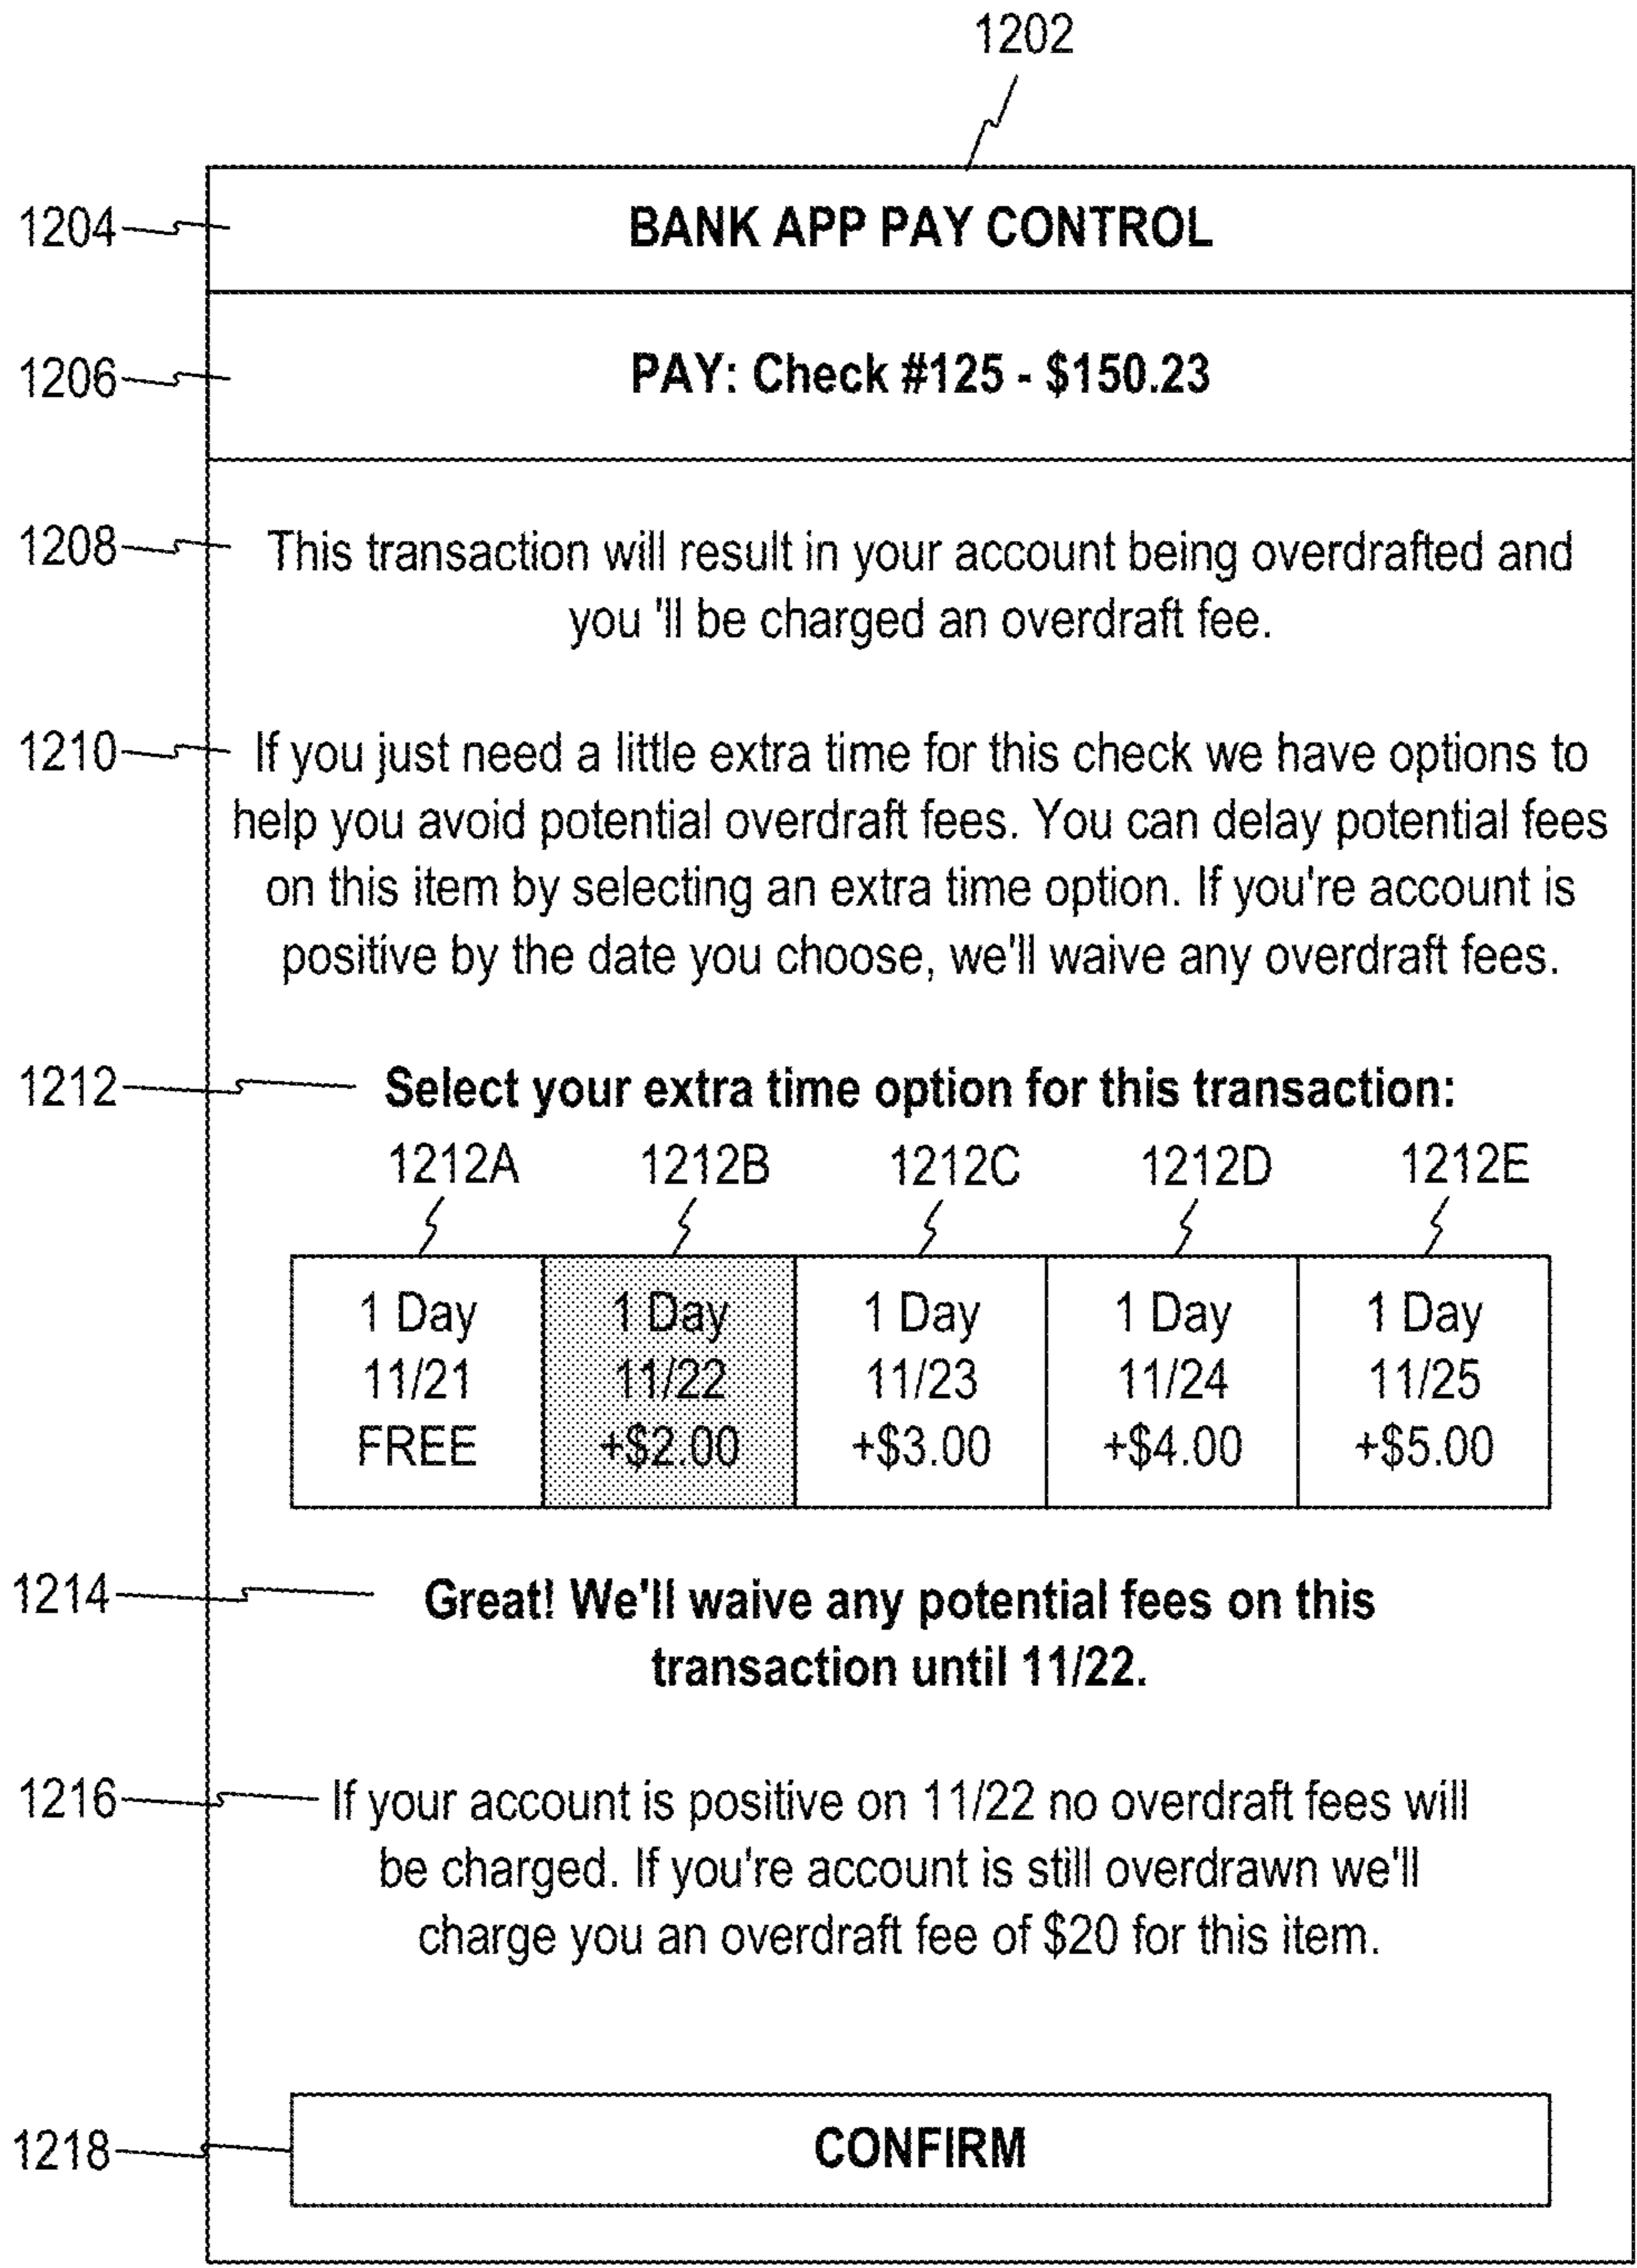 1202
1204
BANK APP PAY CONTROL
1206
PAY: Check #125 - $150.23
1208
This transaction will result in your account being overdrafted and
you 'll be charged an overdraft fee.
1210
If you just need a little extra time for this check we have options to
help you avoid potential overdraft fees. You can delay potential fees
on this item by selecting an extra time option. If you're account is
positive by the date you choose, we'll waive any overdraft fees.
1212
Select your extra time option for this transaction:
1212A 1212B 1212C 1212D 1212E
1 Day 1 Day 1 Day 1 Day 1 Day
11/21 11/22 11/23 11/24 11/25
FREE +$2.00 +$3.00 +$4.00 +$5.00
1214
Great! We'll waive any potential fees on this
transaction until 11/22.
1216
If your account is positive on 11/22 no overdraft fees will
be charged. If you're account is still overdrawn we'll
charge you an overdraft fee of $20 for this item.
1218
CONFIRM